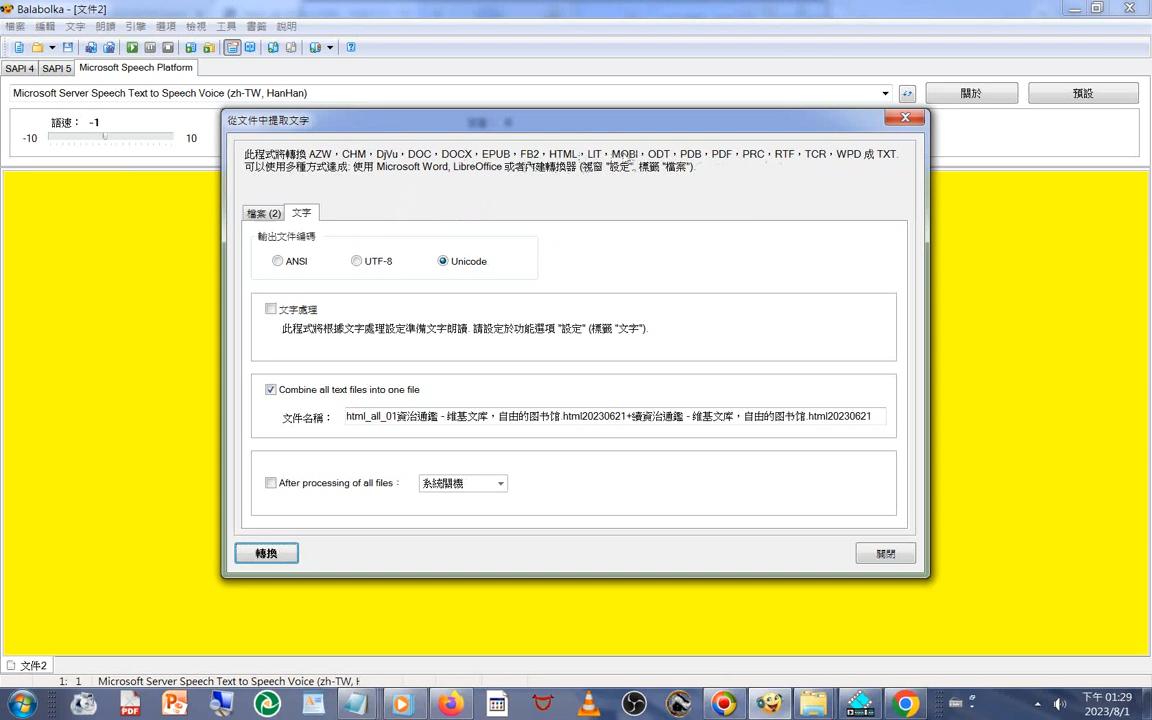 Balabolka - [文件2]
檔案 編輯 文字 朗讀 引擎 選項 檢視 工具 書籤 說明
SAPI 4 SAPI 5 Microsoft Speech Platform
Microsoft Server Speech Text to Speech Voice (zh-TW, HanHan)
關於 預設
語速： -1
-10 10
從文件中提取文字
此程式將轉換 AZW，CHM，DjVu，DOC，DOCX，EPUB，FB2，HTML，LIT，MOBI，ODT，PDB，PDF，PRC，RTF，TCR，WPD 成 TXT.
可以使用多種方式達成: 使用 Microsoft Word, LibreOffice 或者內建轉換器 (視窗 "設定", 標籤 "檔案").
檔案 (2) 文字
輸出文件編碼
ANSI UTF-8 Unicode
文字處理
此程式將根據文字處理設定準備文字朗讀. 請設定於功能選項 "設定" (標籤 "文字").
Combine all text files into one file
文件名稱： html_all_01資治通鑑 - 维基文库，自由的图书馆.html20230621+續資治通鑑 - 维基文库，自由的图书馆.html20230621
After processing of all files： 系統關機
轉換 關閉
文件2
1: 1 Microsoft Server Speech Text to Speech Voice (zh-TW, H
下午 01:29
2023/8/1